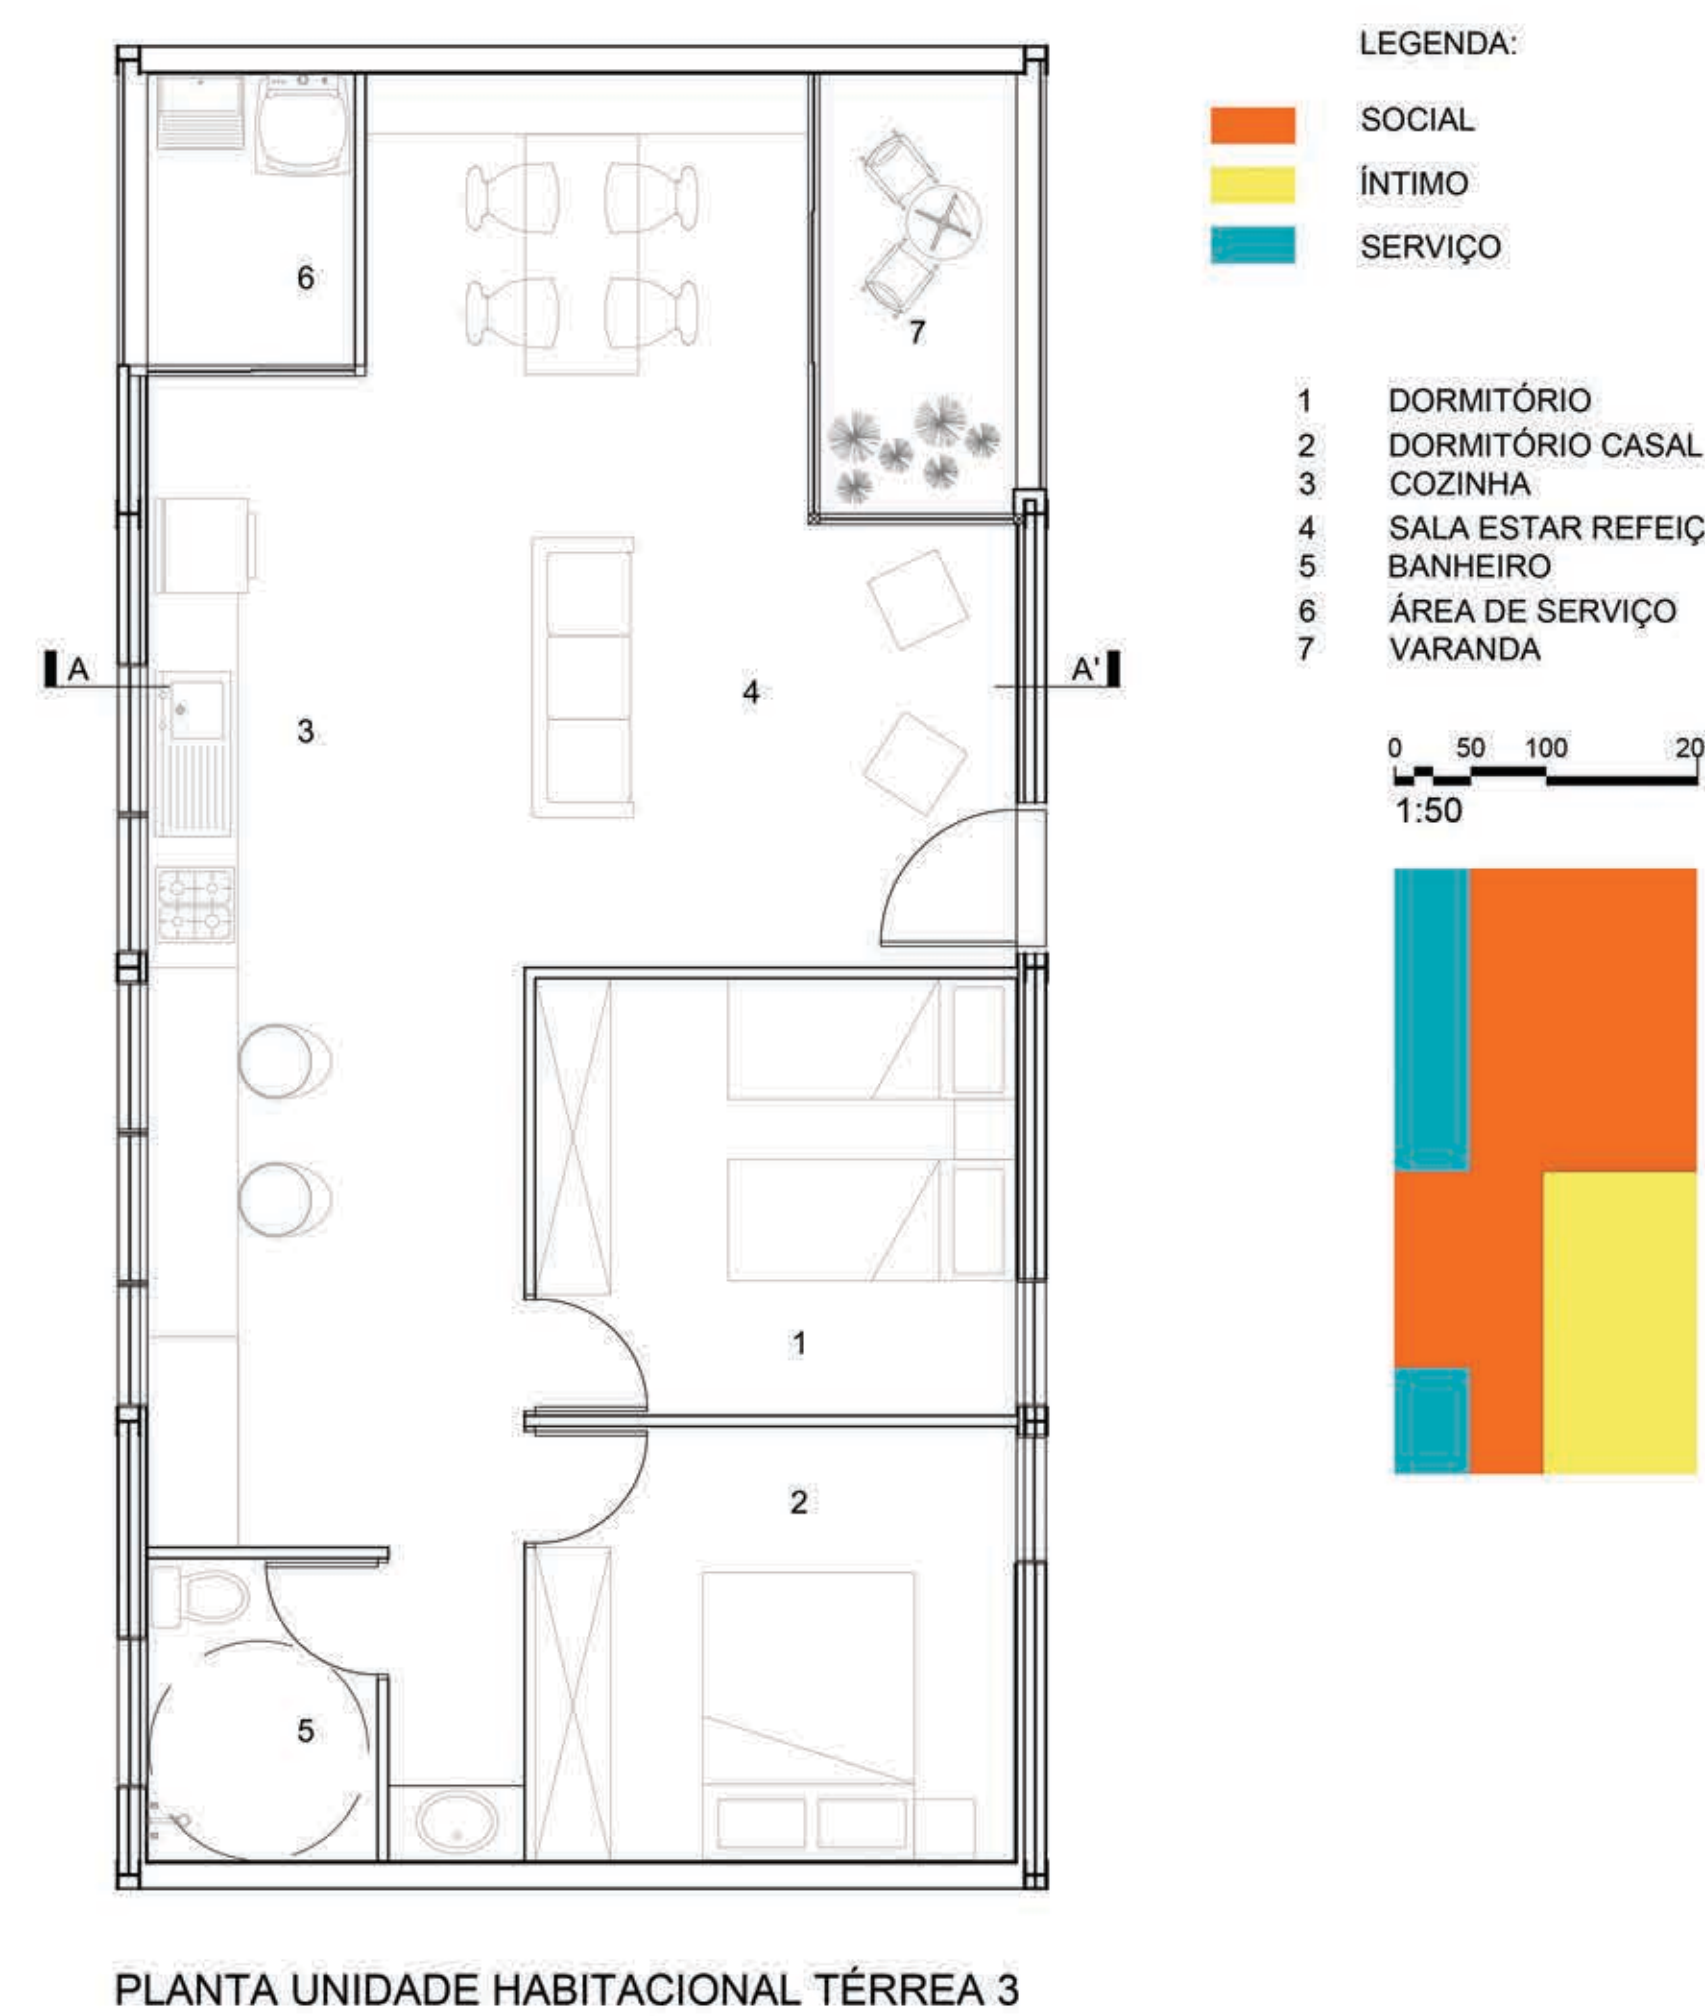 LEGENDA:
SOCIAL
ÍNTIMO
SERVIÇO
1 DORMITÓRIO
2 DORMITÓRIO CASAL
3 COZINHA
4 SALA ESTAR REFEIÇ
5 BANHEIRO
6 ÁREA DE SERVIÇO
7 VARANDA
0 50 100 20
1:50
6
7
A
A'
3
4
1
2
5
PLANTA UNIDADE HABITACIONAL TÉRREA 3